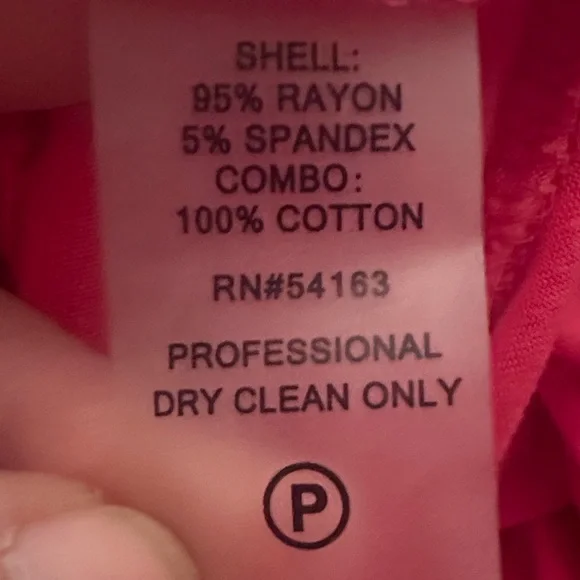 SHELL:
95% RAYON
5% SPANDEX
COMBO:
100% COTTON
RN#54163
PROFESSIONAL
DRY CLEAN ONLY
P